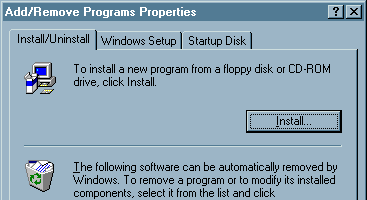 Add/Remove Programs Properties
Install/Uninstall Windows Setup Startup Disk
To install a new program from a floppy disk or CD-ROM
drive, click Install.
Install...
The following software can be automatically removed by
Windows. To remove a program or to modify its installed
components, select it from the list and click